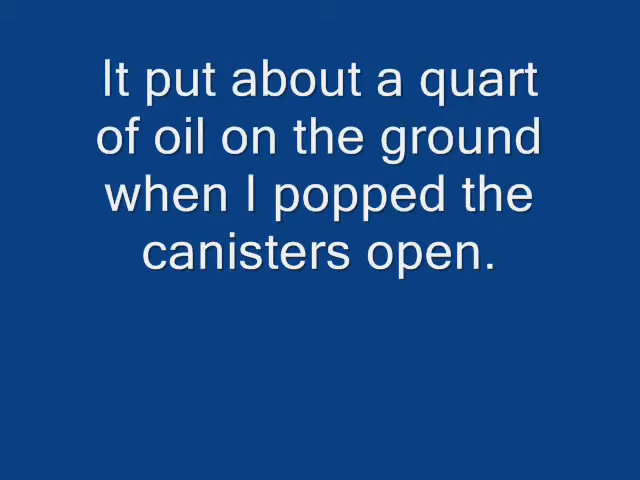 It put about a quart
of oil on the ground
when I popped the
canisters open.